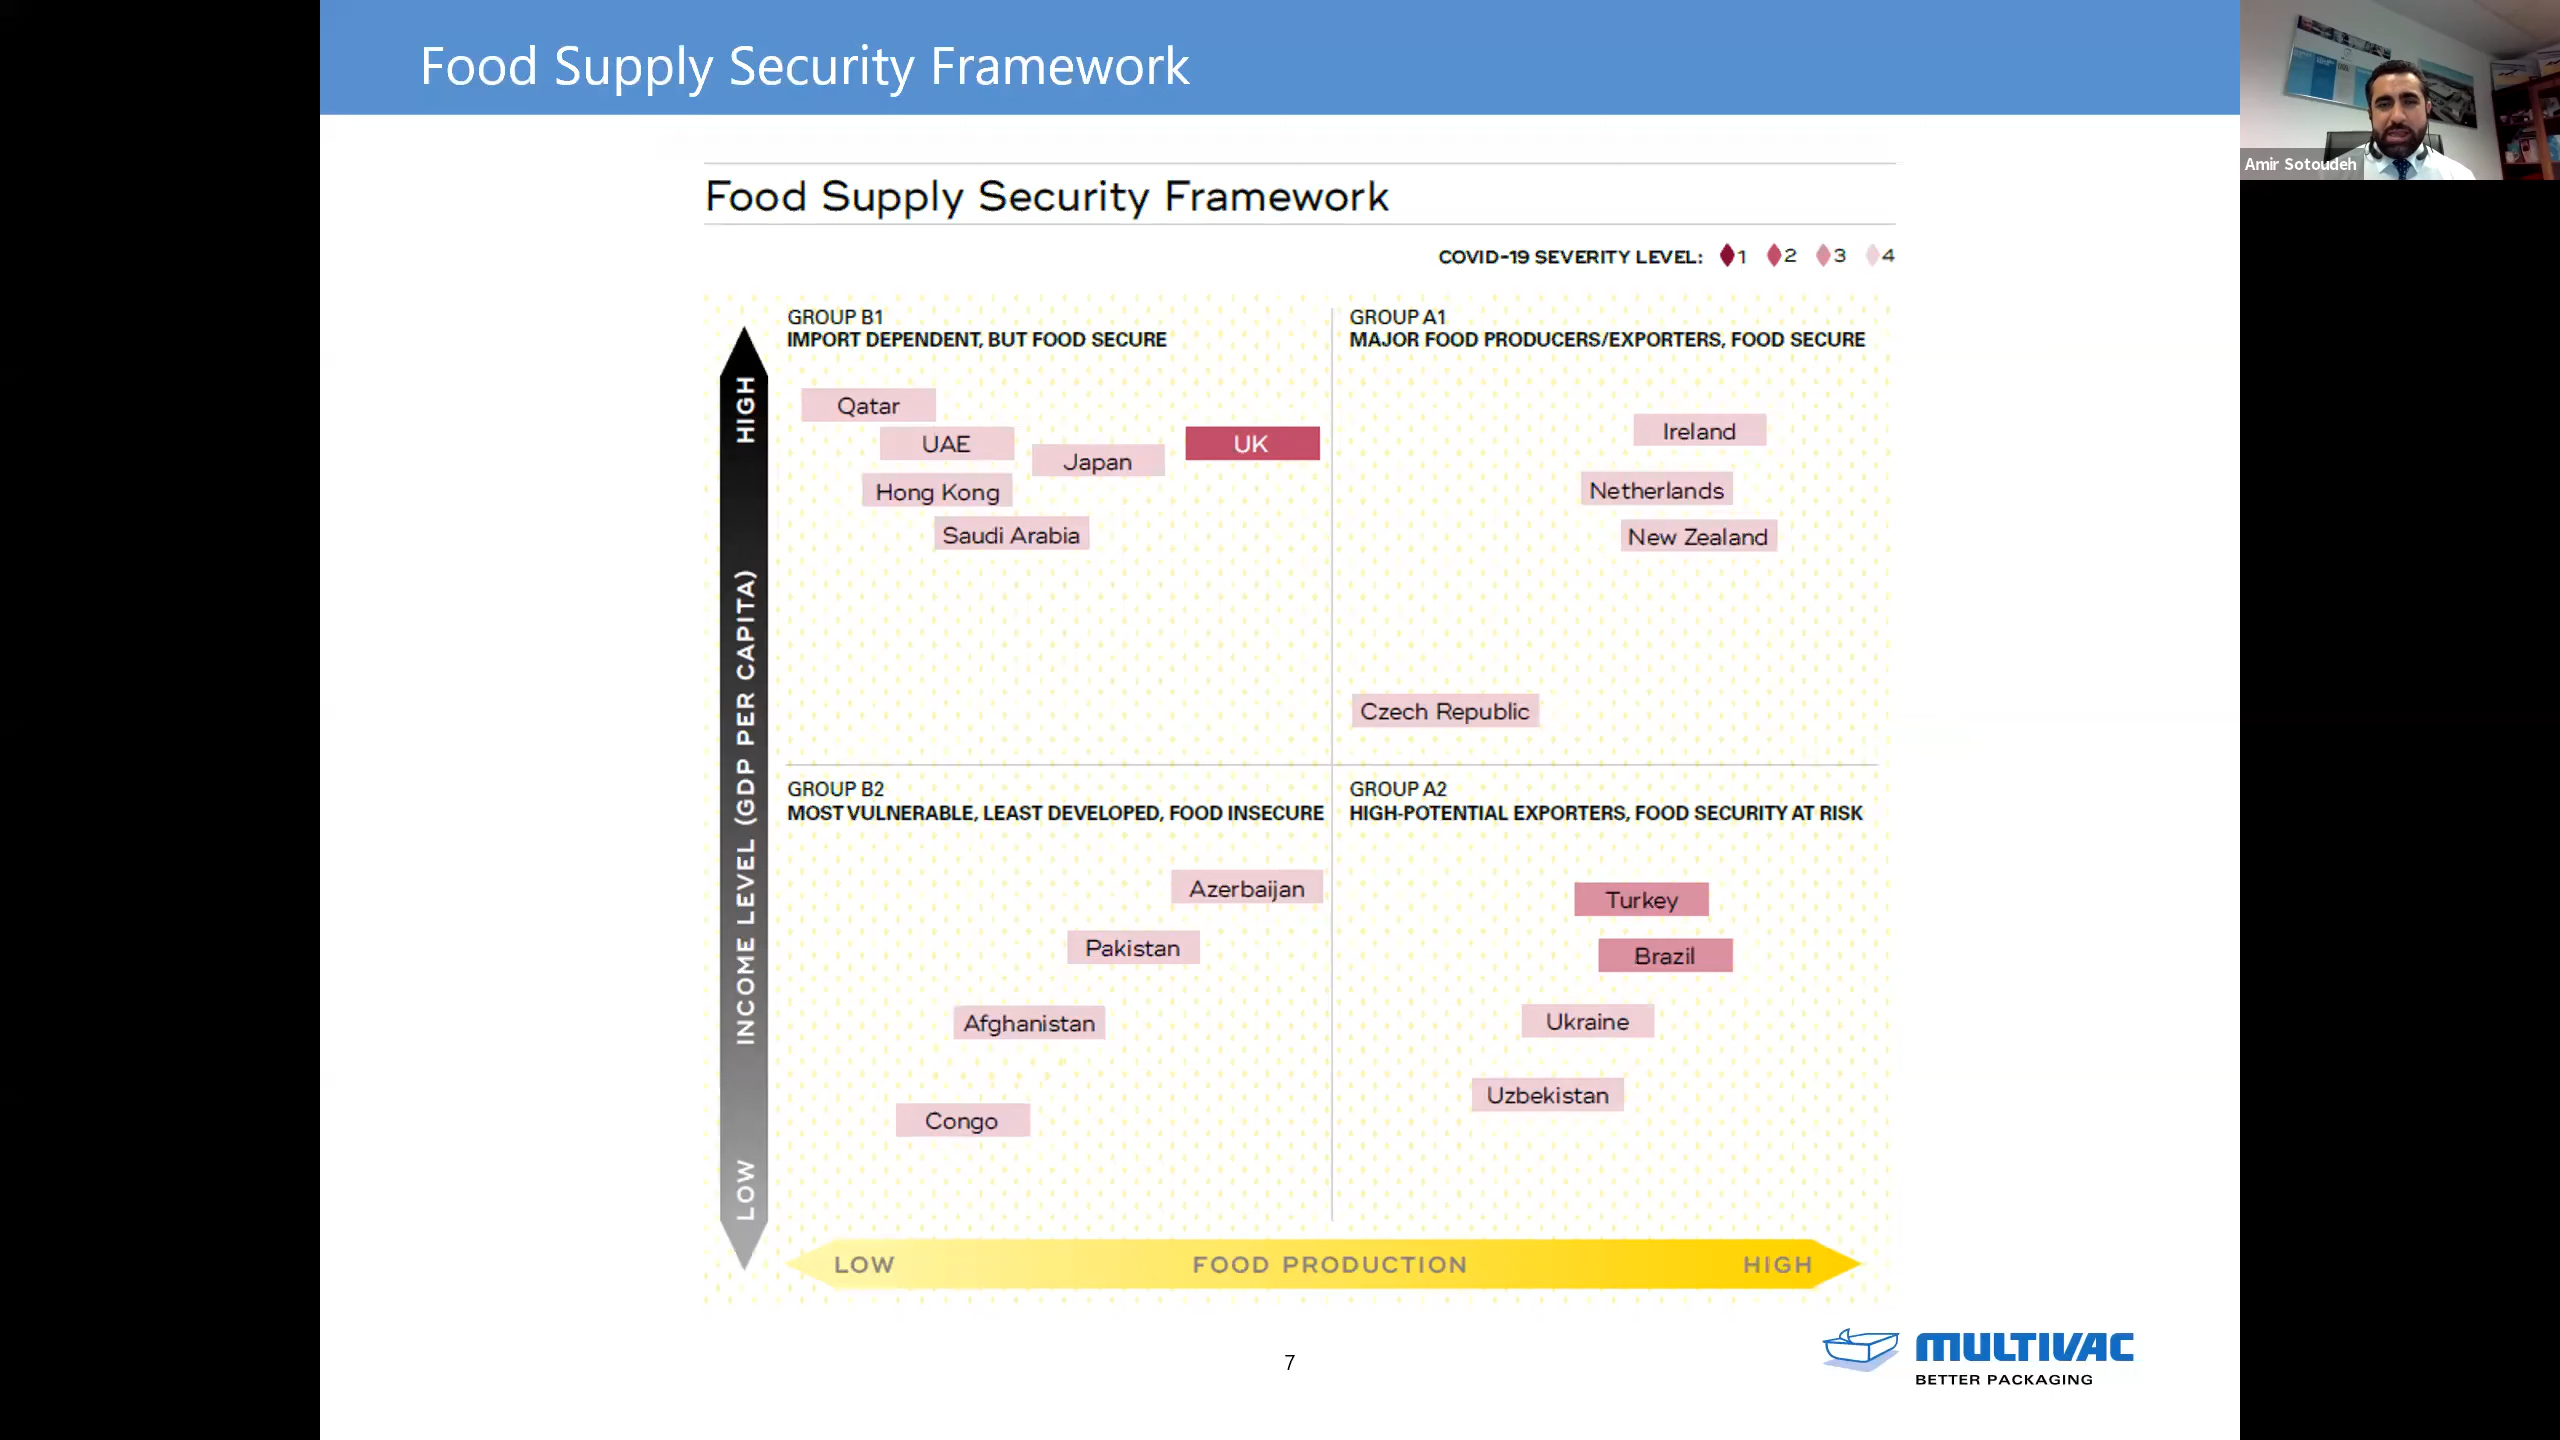 Food Supply Security Framework
Amir Sotoudeh
Food Supply Security Framework
COVID-19 SEVERITY LEVEL: 1 2 3 4
GROUP B1
IMPORT DEPENDENT, BUT FOOD SECURE
Qatar
UAE
Japan
UK
Hong Kong
Saudi Arabia
GROUP A1
MAJOR FOOD PRODUCERS/EXPORTERS, FOOD SECURE
Ireland
Netherlands
New Zealand
Czech Republic
GROUP B2
MOST VULNERABLE, LEAST DEVELOPED, FOOD INSECURE
Azerbaijan
Pakistan
Afghanistan
Congo
GROUP A2
HIGH-POTENTIAL EXPORTERS, FOOD SECURITY AT RISK
Turkey
Brazil
Ukraine
Uzbekistan
LOW INCOME LEVEL (GDP PER CAPITA) HIGH
LOW FOOD PRODUCTION HIGH
7
MULTIVAC
BETTER PACKAGING